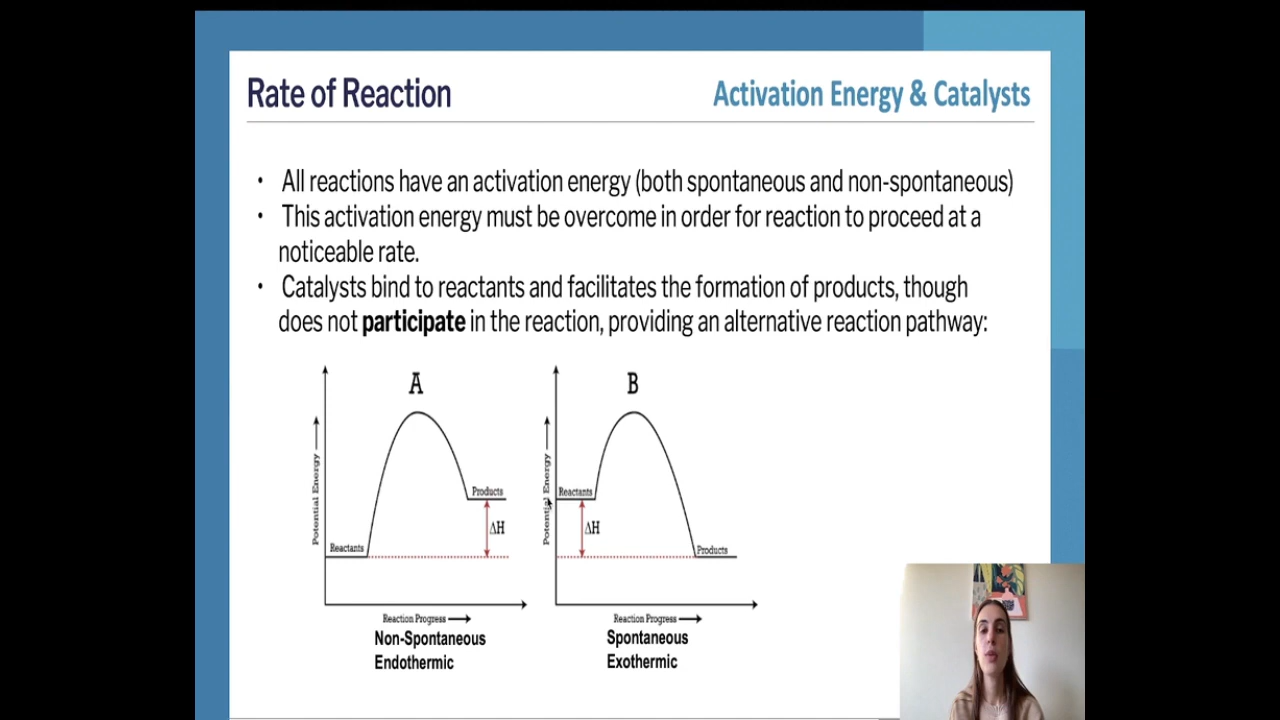 Rate of Reaction
Activation Energy & Catalysts
• All reactions have an activation energy (both spontaneous and non-spontaneous)
• This activation energy must be overcome in order for reaction to proceed at a
noticeable rate.
• Catalysts bind to reactants and facilitates the formation of products, though
does not participate in the reaction, providing an alternative reaction pathway:
A
Potential Energy
Products
ΔH
Reactants
Reaction Progress
Non-Spontaneous
Endothermic
B
Potential Energy
Reactants
ΔH
Products
Reaction Progress
Spontaneous
Exothermic